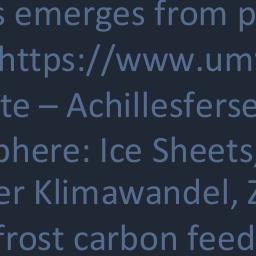 s emerges from p
https://www.um
te – Achillesferse
phere: Ice Sheets,
er Klimawandel, Z
frost carbon feed